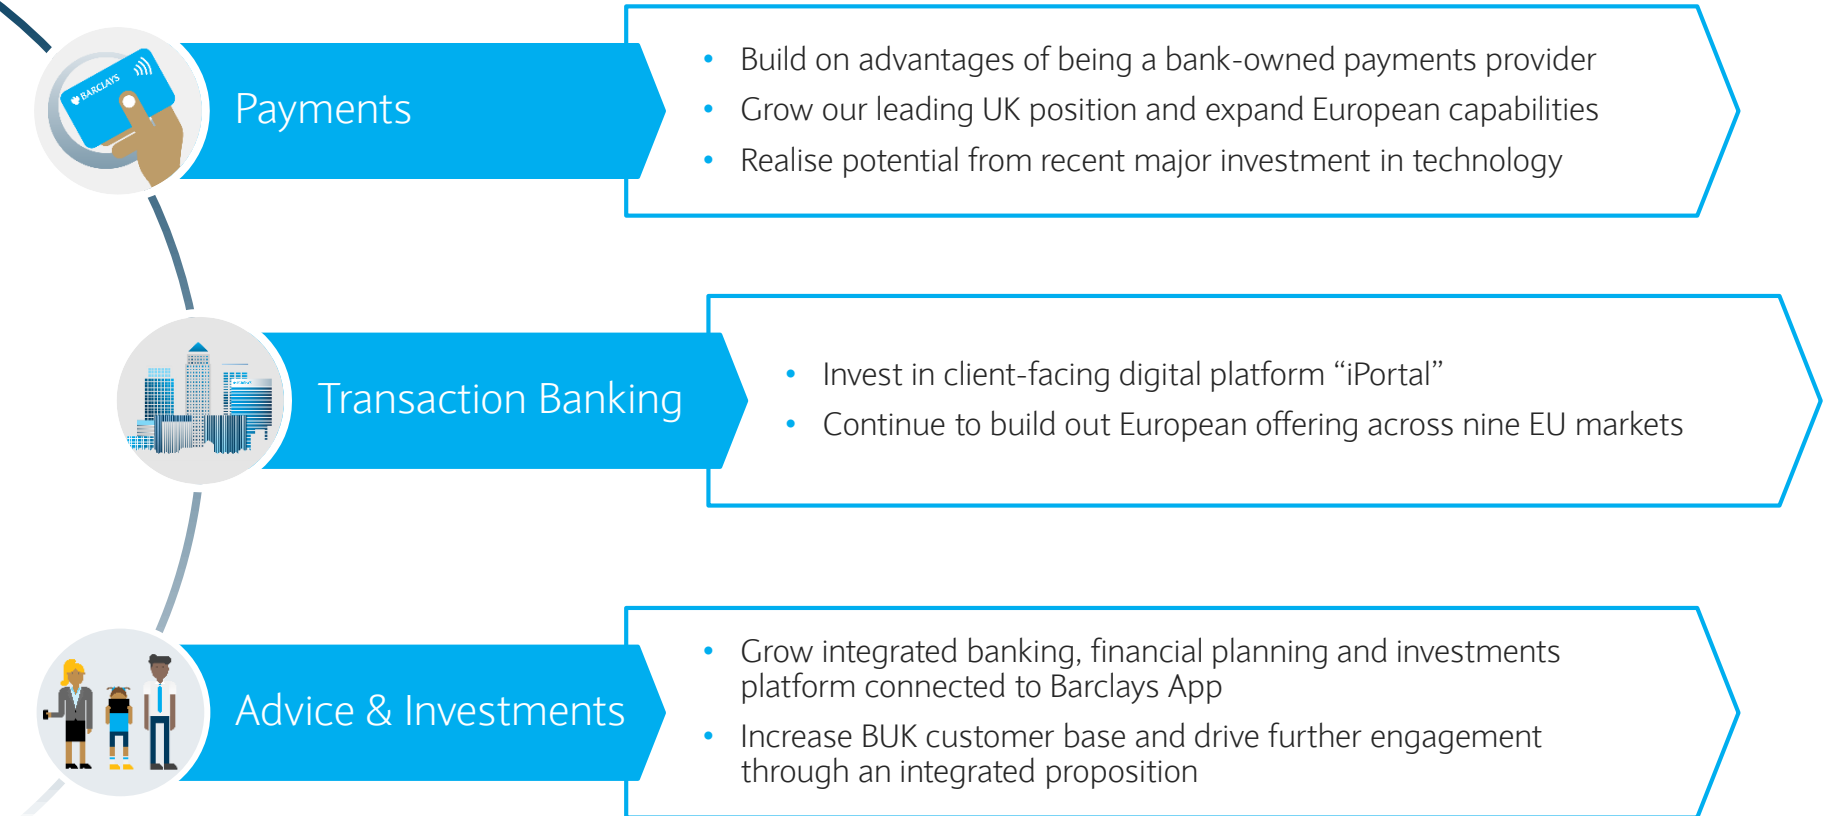 BARCLAYS
Payments
• Build on advantages of being a bank-owned payments provider
• Grow our leading UK position and expand European capabilities
• Realise potential from recent major investment in technology
Transaction Banking
• Invest in client-facing digital platform “iPortal”
• Continue to build out European offering across nine EU markets
Advice & Investments
• Grow integrated banking, financial planning and investments
platform connected to Barclays App
• Increase BUK customer base and drive further engagement
through an integrated proposition